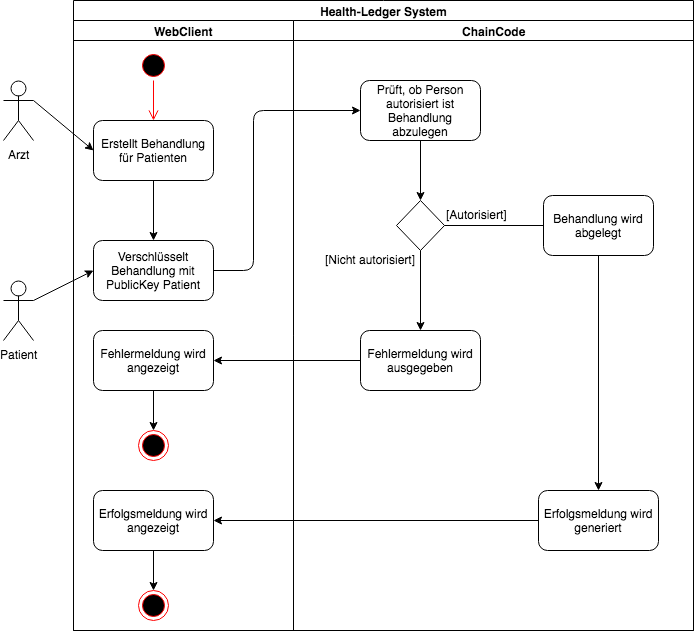 Health-Ledger System
WebClient
ChainCode
Arzt
Erstellt Behandlung
für Patienten
Prüft, ob Person
autorisiert ist
Behandlung
abzulegen
[Autorisiert]
Behandlung wird
abgelegt
[Nicht autorisiert]
Verschlüsselt
Behandlung mit
PublicKey Patient
Patient
Fehlermeldung wird
angezeigt
Fehlermeldung wird
ausgegeben
Erfolgsmeldung wird
angezeigt
Erfolgsmeldung wird
generiert